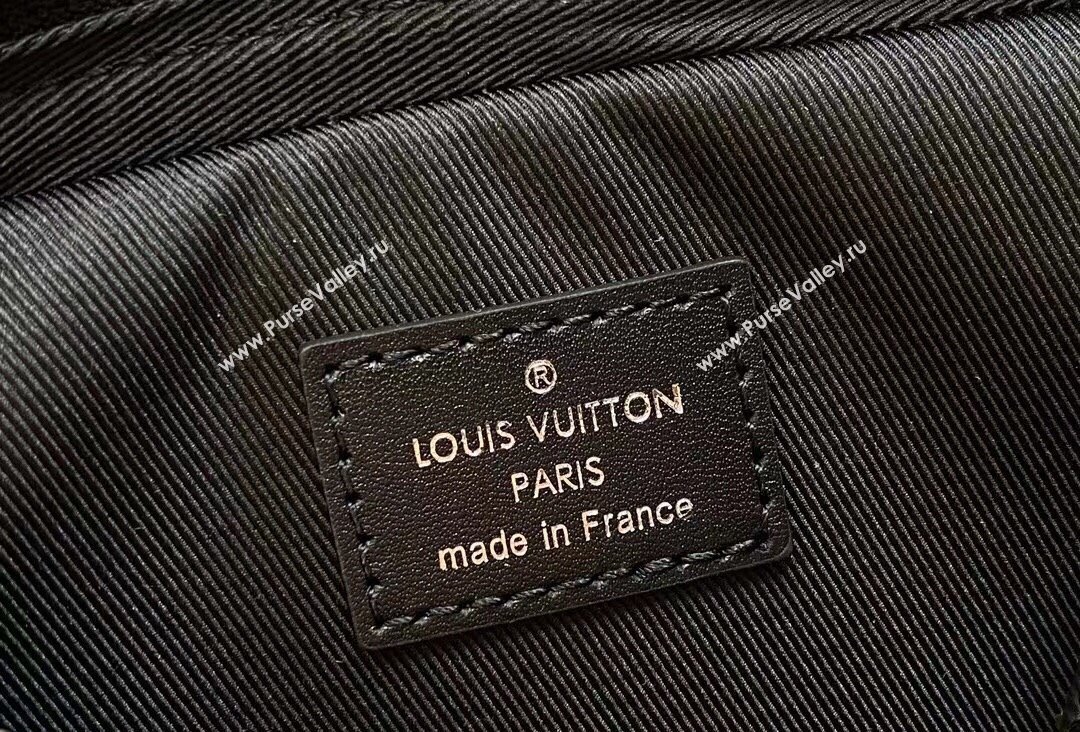 www.PurseValley.ru
www.PurseValley.ru
®
LOUIS VUITTON
PARIS
made in France